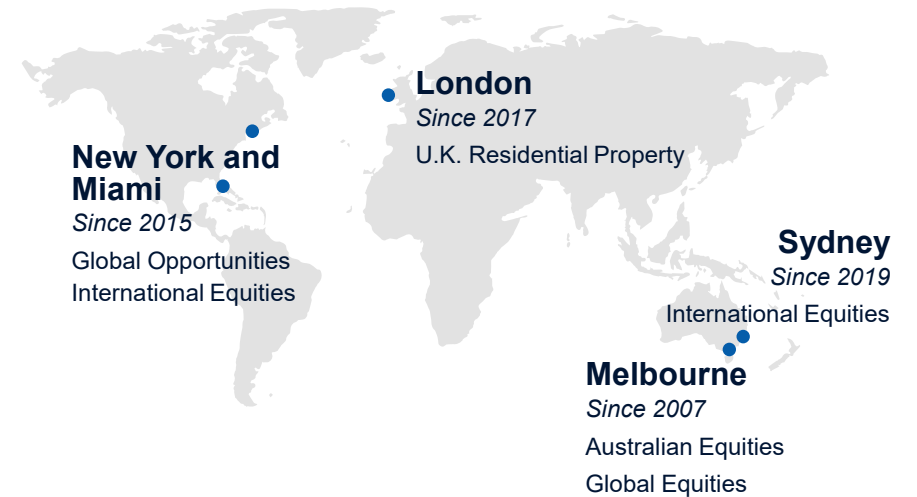 London
Since 2017
U.K. Residential Property
New York and
Miami
Since 2015
Global Opportunities
International Equities
Sydney
Since 2019
International Equities
Melbourne
Since 2007
Australian Equities
Global Equities